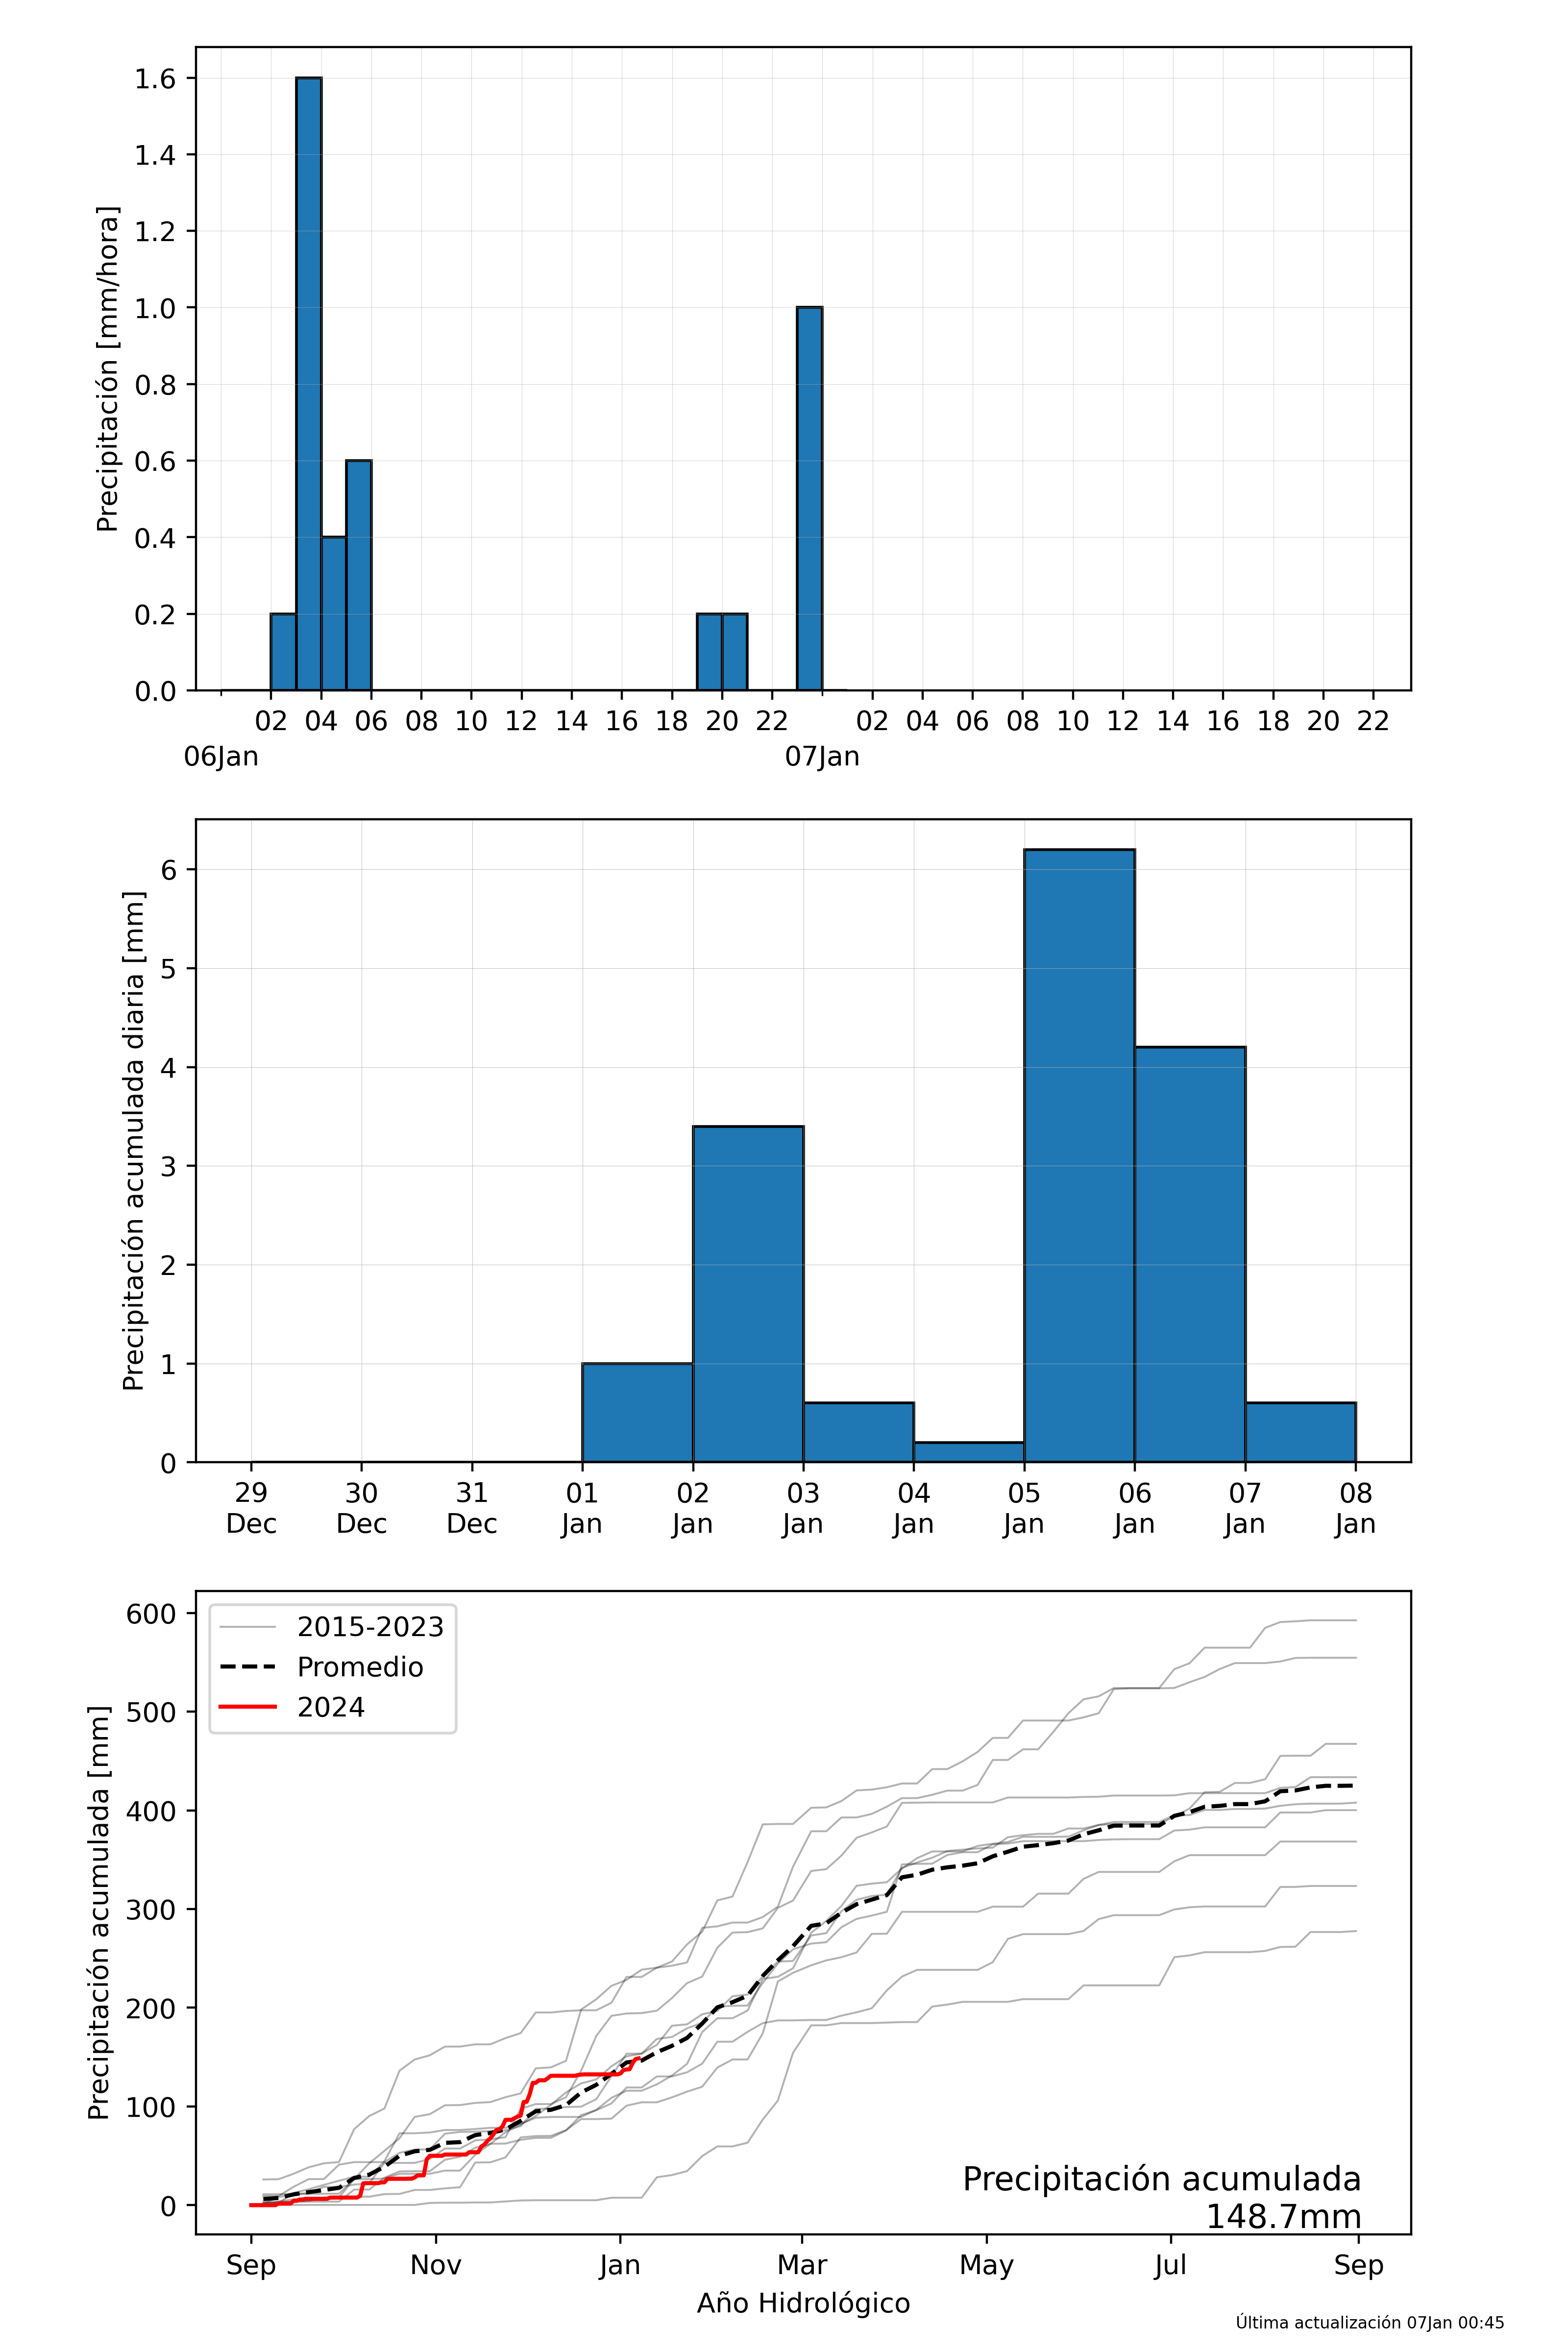 Precipitación [mm/hora]
1.6
1.4
1.2
1.0
0.8
0.6
0.4
0.2
0.0
02 04 06 08 10 12 14 16 18 20 22 02 04 06 08 10 12 14 16 18 20 22
06Jan 07Jan
Precipitación acumulada diaria [mm]
6
5
4
3
2
1
0
29 30 31 01 02 03 04 05 06 07 08
Dec Dec Dec Jan Jan Jan Jan Jan Jan Jan Jan
Precipitación acumulada [mm]
600
500
400
300
200
100
0
2015-2023
Promedio
2024
Precipitación acumulada
148.7mm
Sep Nov Jan Mar May Jul Sep
Año Hidrológico
Última actualización 07Jan 00:45